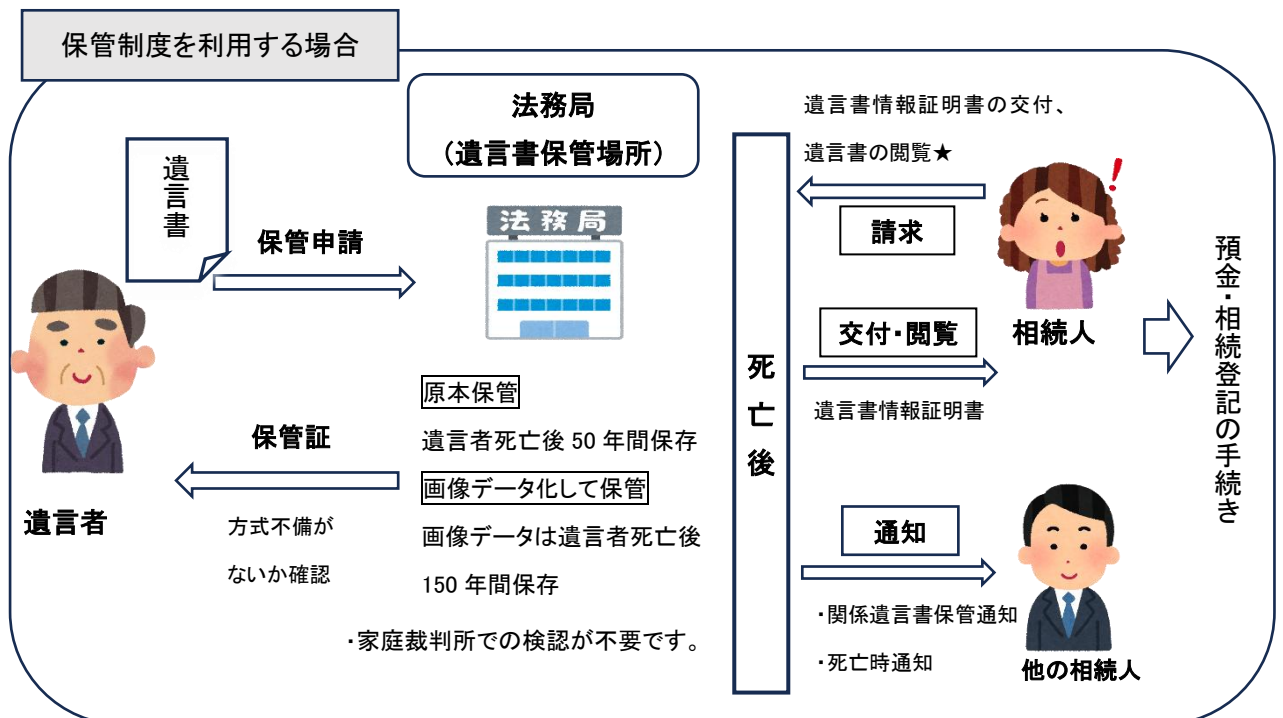 保管制度を利用する場合
法務局
（遺言書保管場所）
遺言書
保管申請
法務局
遺言者
保管証
方式不備が
ないか確認
原本保管
遺言者死亡後 50 年間保存
画像データ化して保管
画像データは遺言者死亡後
150 年間保存
・家庭裁判所での検認が不要です。
死亡後
遺言書情報証明書の交付、
遺言書の閲覧★
請求
交付・閲覧
遺言書情報証明書
相続人
通知
・関係遺言書保管通知
・死亡時通知
他の相続人
預金・相続登記の手続き